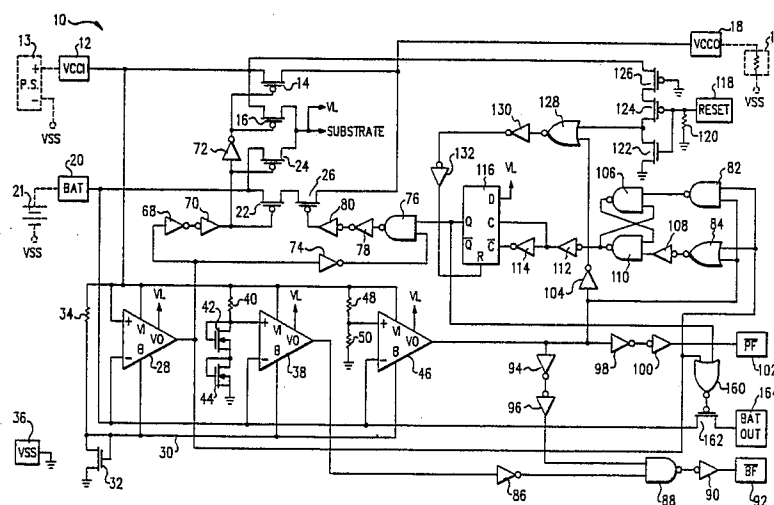 10
13
12
P.S.
+
-
VCCI
VSS
14
16
VL
SUBSTRATE
72
24
18
VCCO
VSS
126
124
118
RESET
120
122
128
130
132
20
BAT
21
VSS
22
26
68
70
80
78
76
74
116
VL
D
Q
C
Q
C
R
114
112
104
106
82
108
84
110
34
+
-
VI
VO
B
VL
28
40
42
44
+
-
VI
VO
B
VL
38
48
50
+
-
VI
VO
B
VL
46
94
96
98
100
PF
102
160
164
BAT
OUT
162
36
VSS
32
30
86
88
90
BF
92